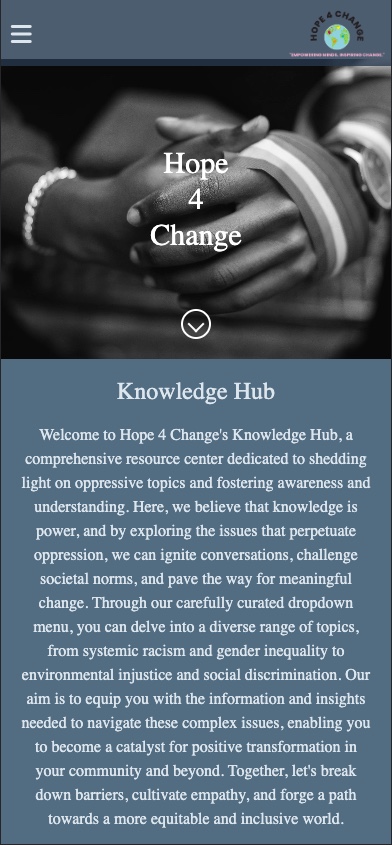 HOPE 4 CHANGE
"EMPOWERING MINDS. INSPIRING CHANGE."
Hope
4
Change
Knowledge Hub
Welcome to Hope 4 Change's Knowledge Hub, a
comprehensive resource center dedicated to shedding
light on oppressive topics and fostering awareness and
understanding. Here, we believe that knowledge is
power, and by exploring the issues that perpetuate
oppression, we can ignite conversations, challenge
societal norms, and pave the way for meaningful
change. Through our carefully curated dropdown
menu, you can delve into a diverse range of topics,
from systemic racism and gender inequality to
environmental injustice and social discrimination. Our
aim is to equip you with the information and insights
needed to navigate these complex issues, enabling you
to become a catalyst for positive transformation in
your community and beyond. Together, let's break
down barriers, cultivate empathy, and forge a path
towards a more equitable and inclusive world.